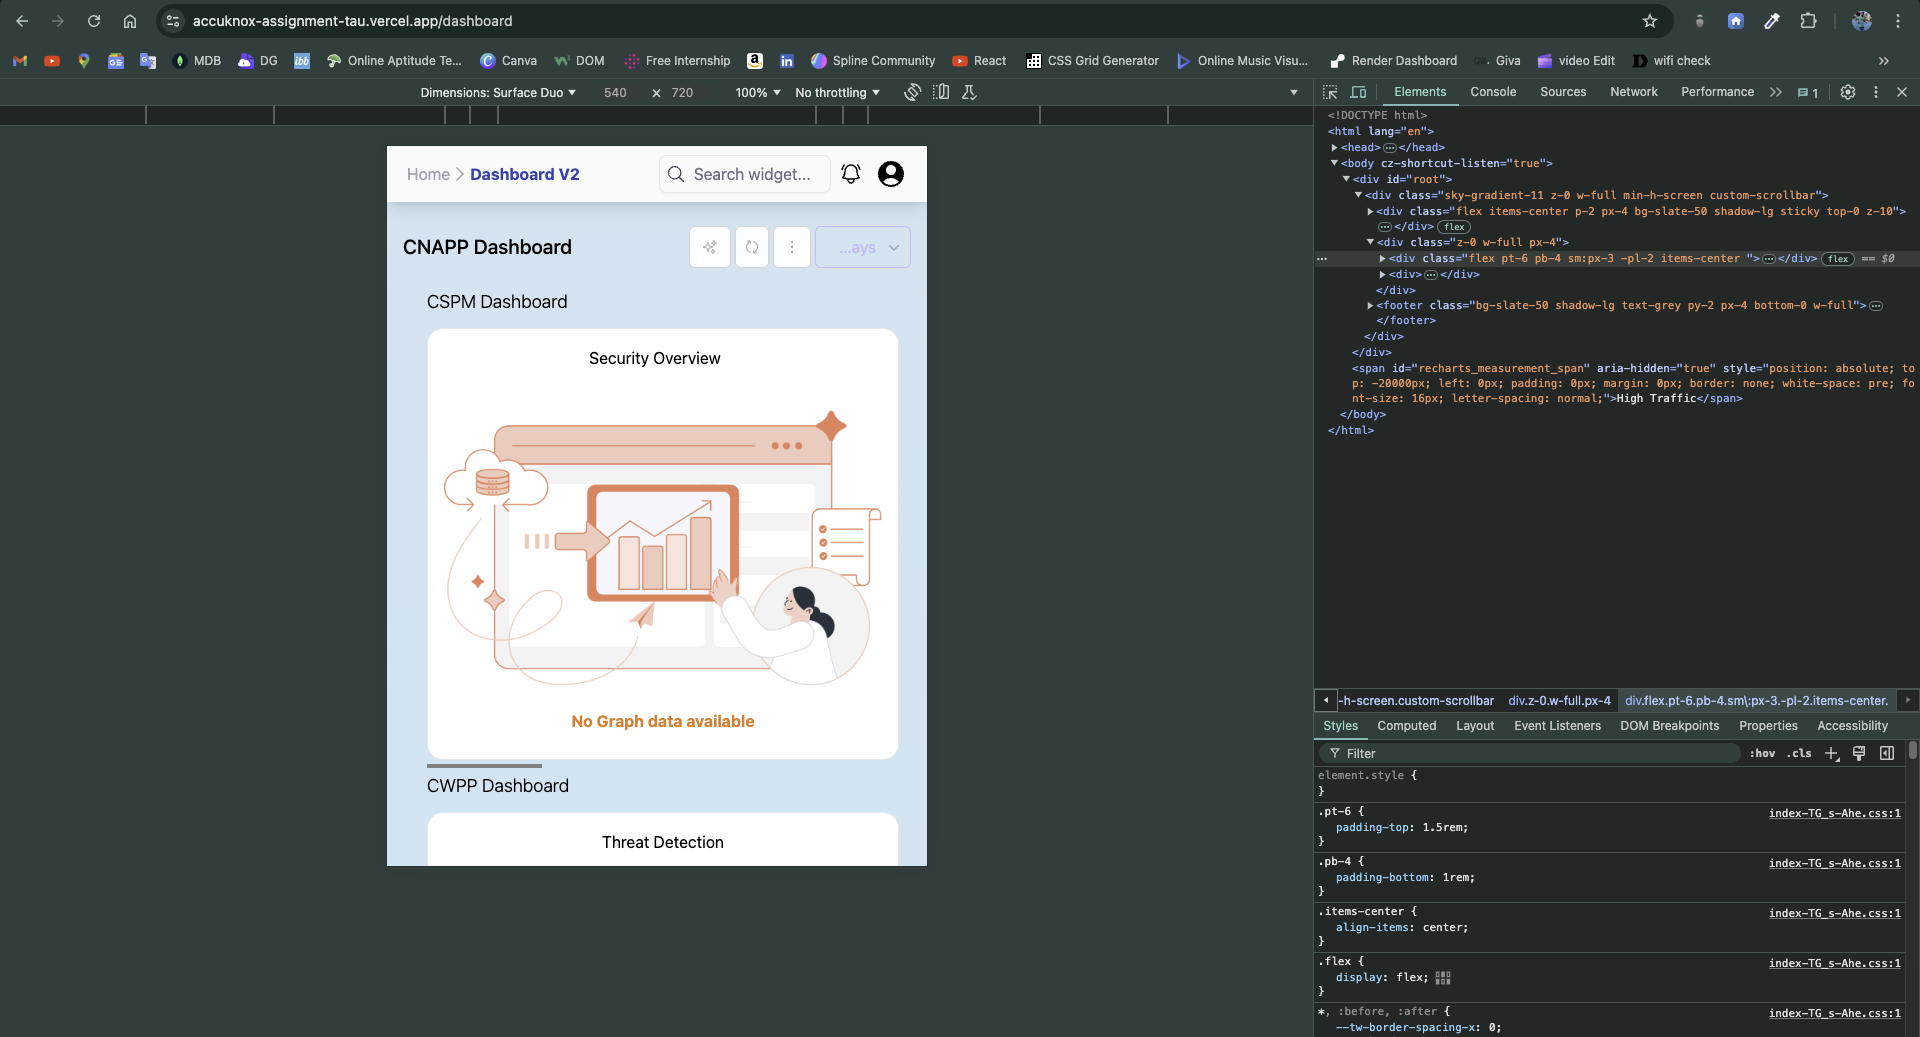 accuknox-assignment-tau.vercel.app/dashboard
MDB DG ibb Online Aptitude Te... Canva DOM Free Internship Spline Community React CSS Grid Generator Online Music Visu... Render Dashboard Giva video Edit wifi check »
Dimensions: Surface Duo 540 × 720 100% No throttling
Elements Console Sources Network Performance » 1
Home > Dashboard V2 Search widget...
CNAPP Dashboard ...ays
CSPM Dashboard
Security Overview
No Graph data available
CWPP Dashboard
Threat Detection
<!DOCTYPE html>
<html lang="en">
<head>…</head>
<body cz-shortcut-listen="true">
<div id="root">
<div class="sky-gradient-11 z-0 w-full min-h-screen custom-scrollbar">
<div class="flex items-center p-2 px-4 bg-slate-50 shadow-lg sticky top-0 z-10">
…</div> flex
<div class="z-0 w-full px-4">
… <div class="flex pt-6 pb-4 sm:px-3 -pl-2 items-center ">…</div> flex == $0
<div>…</div>
</div>
<footer class="bg-slate-50 shadow-lg text-grey py-2 px-4 bottom-0 w-full">…
</footer>
</div>
</div>
<span id="recharts_measurement_span" aria-hidden="true" style="position: absolute; to
p: -20000px; left: 0px; padding: 0px; margin: 0px; border: none; white-space: pre; fo
nt-size: 16px; letter-spacing: normal;">High Traffic</span>
</body>
</html>
-h-screen.custom-scrollbar div.z-0.w-full.px-4 div.flex.pt-6.pb-4.sm\:px-3.-pl-2.items-center.
Styles Computed Layout Event Listeners DOM Breakpoints Properties Accessibility
Filter :hov .cls
element.style {
}
.pt-6 { index-TG_s-Ahe.css:1
padding-top: 1.5rem;
}
.pb-4 { index-TG_s-Ahe.css:1
padding-bottom: 1rem;
}
.items-center { index-TG_s-Ahe.css:1
align-items: center;
}
.flex { index-TG_s-Ahe.css:1
display: flex;
}
*, :before, :after { index-TG_s-Ahe.css:1
--tw-border-spacing-x: 0;